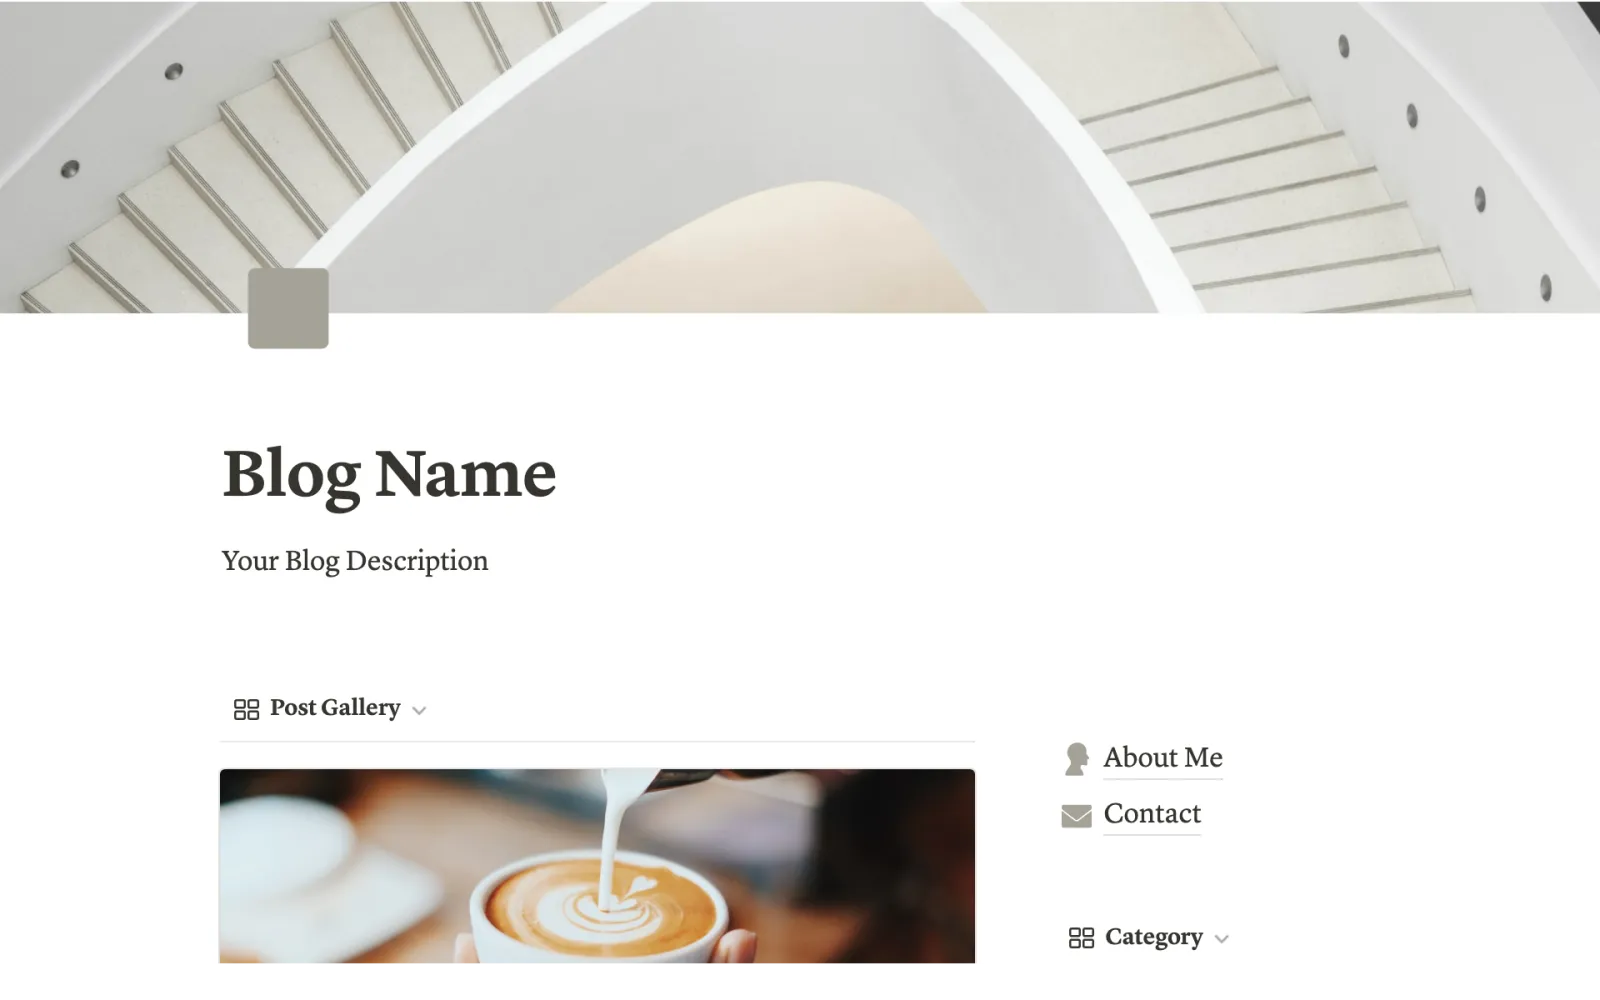 Blog Name
Your Blog Description
Post Gallery
About Me
Contact
Category